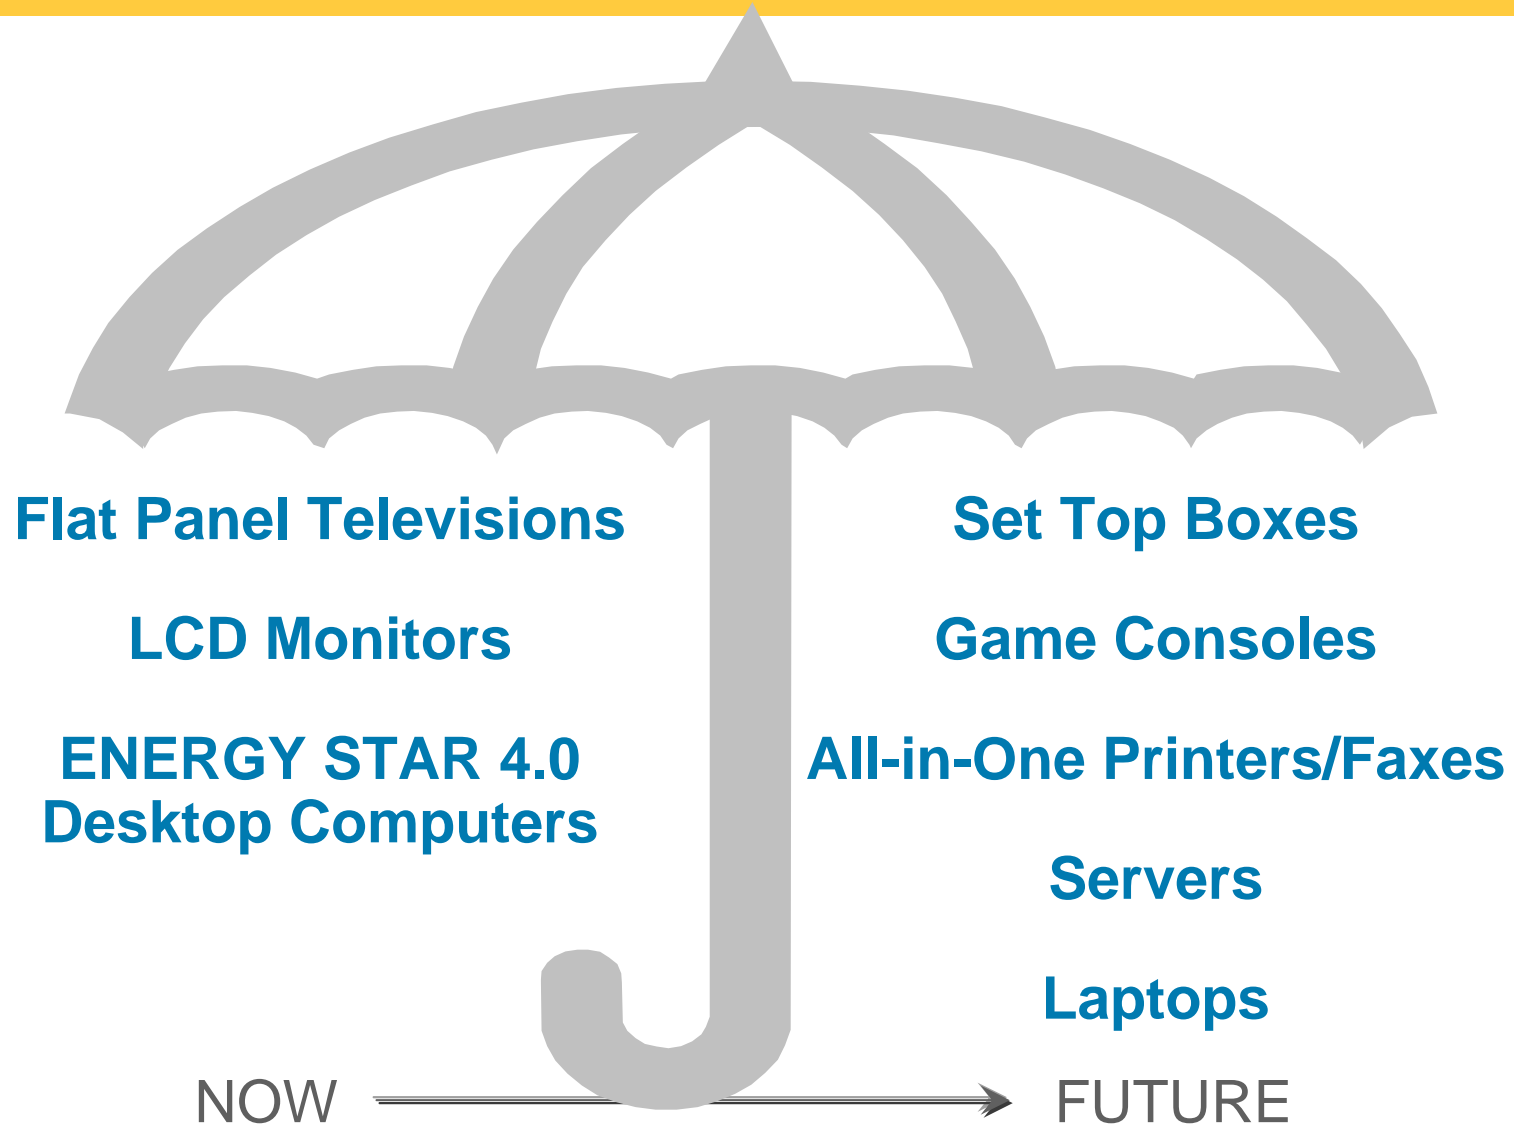 Flat Panel Televisions
LCD Monitors
ENERGY STAR 4.0
Desktop Computers
Set Top Boxes
Game Consoles
All-in-One Printers/Faxes
Servers
Laptops
NOW
FUTURE